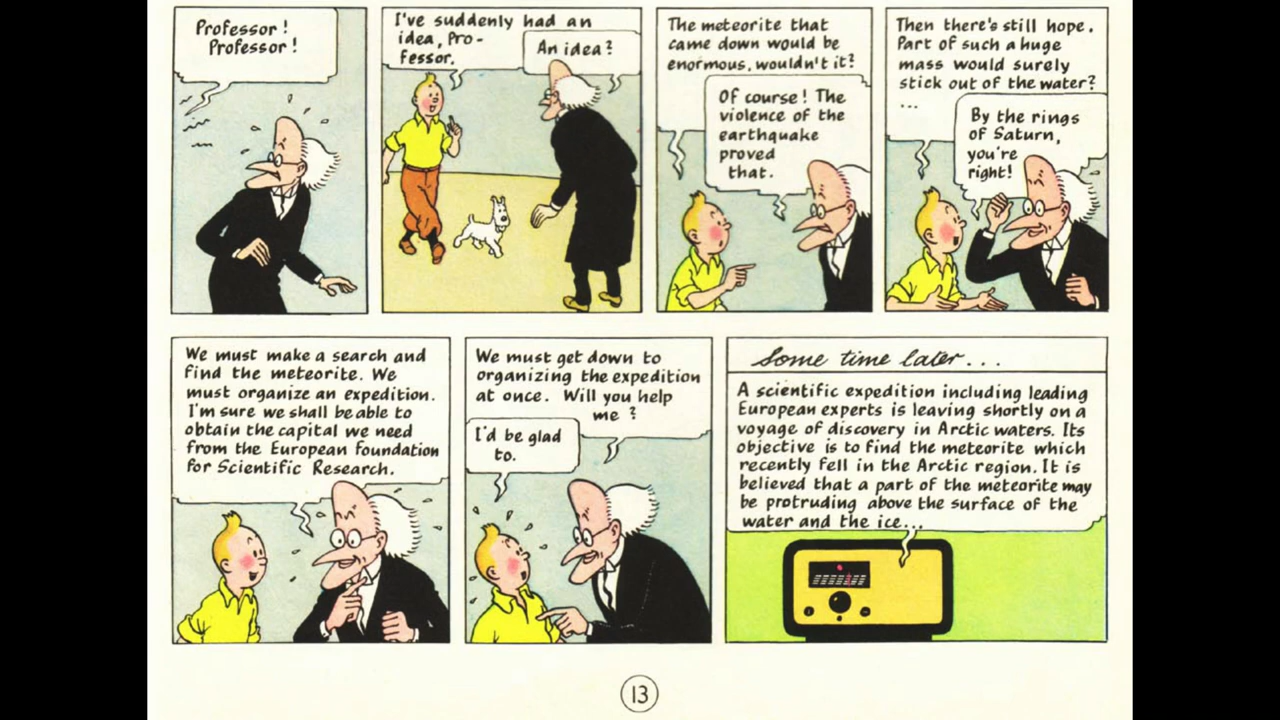 Professor!
Professor!
I've suddenly had an
idea, Pro-
fessor.
An idea?
The meteorite that
came down would be
enormous, wouldn't it?
Of course! The
violence of the
earthquake
proved
that.
Then there's still hope.
Part of such a huge
mass would surely
stick out of the water?
...
By the rings
of Saturn,
you're
right!
We must make a search and
find the meteorite. We
must organize an expedition.
I'm sure we shall be able to
obtain the capital we need
from the European foundation
for Scientific Research.
We must get down to
organizing the expedition
at once. Will you help
me ?
I'd be glad
to.
Some time later...
A scientific expedition including leading
European experts is leaving shortly on a
voyage of discovery in Arctic waters. Its
objective is to find the meteorite which
recently fell in the Arctic region. It is
believed that a part of the meteorite may
be protruding above the surface of the
water and the ice...
13